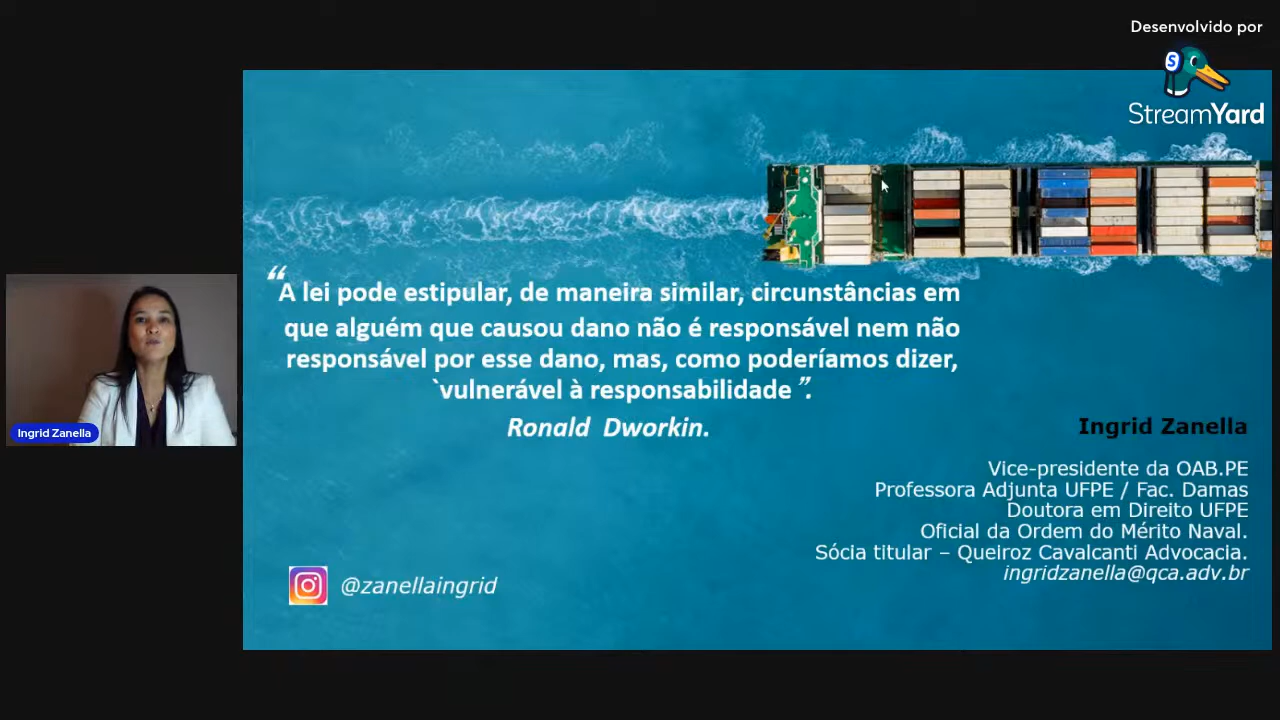 Desenvolvido por
S
StreamYard
“
A lei pode estipular, de maneira similar, circunstâncias em
que alguém que causou dano não é responsável nem não
responsável por esse dano, mas, como poderíamos dizer,
`vulnerável à responsabilidade ”.
Ronald Dworkin.
Ingrid Zanella
Ingrid Zanella
Vice-presidente da OAB.PE
Professora Adjunta UFPE / Fac. Damas
Doutora em Direito UFPE
Oficial da Ordem do Mérito Naval.
Sócia titular – Queiroz Cavalcanti Advocacia.
ingridzanella@qca.adv.br
@zanellaingrid